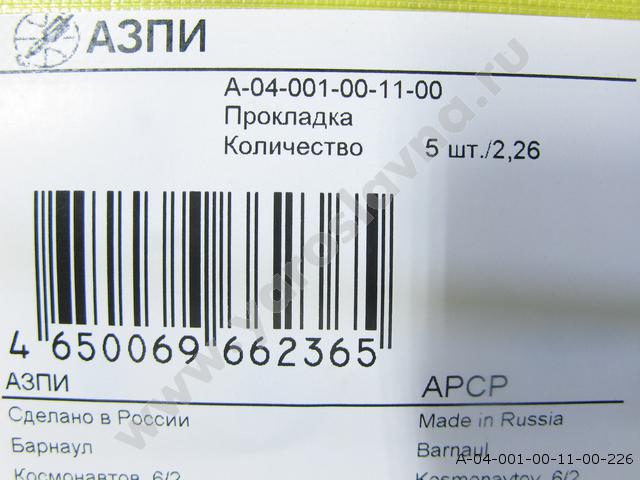 АЗПИ
А-04-001-00-11-00
Прокладка
Количество 5 шт./2,26
4 650069 662365
АЗПИ APCP
Сделано в России Made in Russia
Барнаул Barnaul
Космонавтов, 6/2 Kosmonavtov, 6/2
www.yaroslavna.ru
A-04-001-00-11-00-226